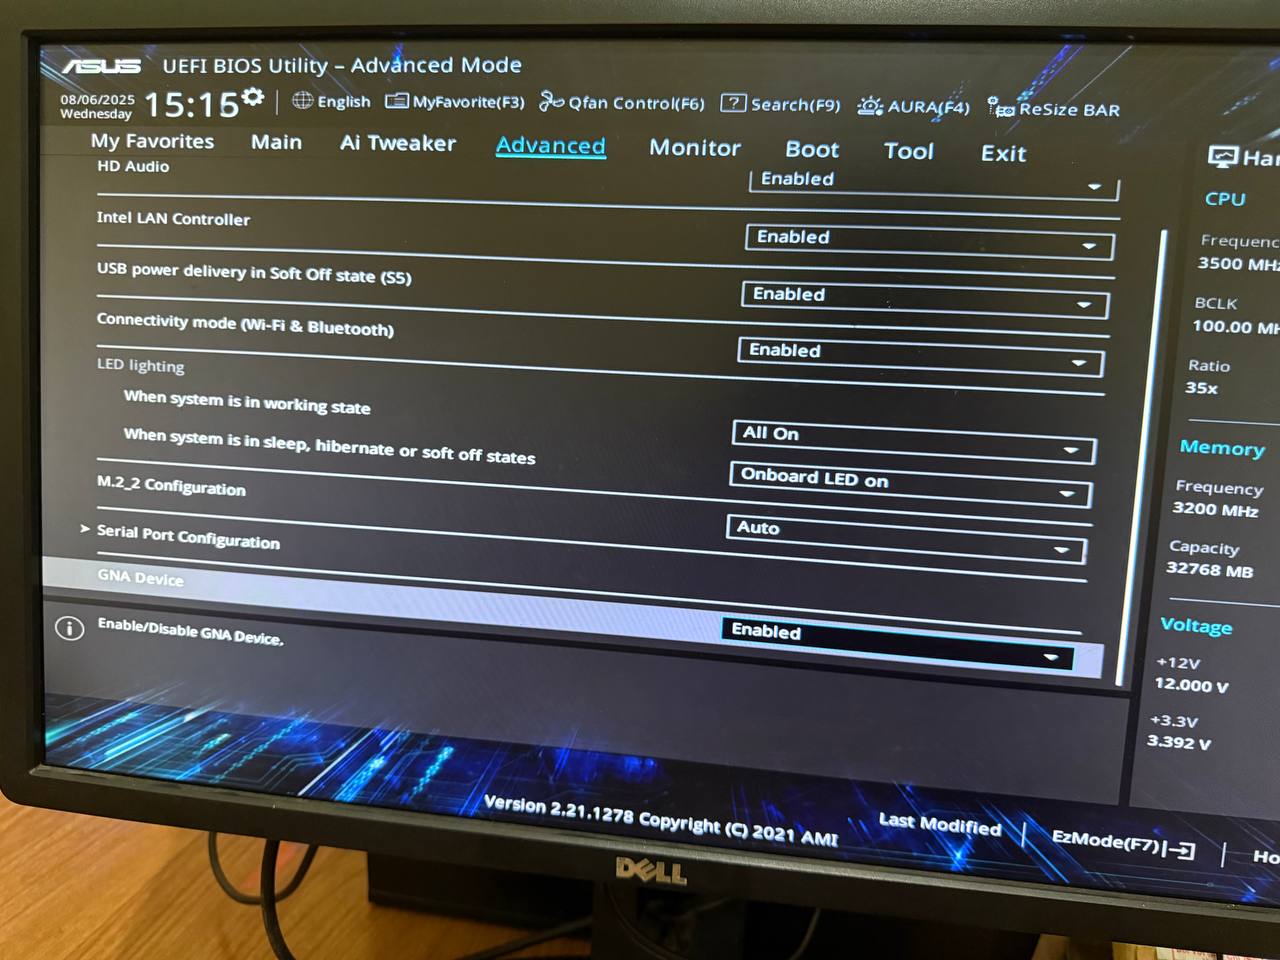 ASUS UEFI BIOS Utility – Advanced Mode
08/06/2025
Wednesday
15:15
English
MyFavorite(F3)
Qfan Control(F6)
? Search(F9)
AURA(F4)
ReSize BAR
My Favorites Main Ai Tweaker Advanced Monitor Boot Tool Exit
HD Audio Enabled
Intel LAN Controller Enabled
USB power delivery in Soft Off state (S5) Enabled
Connectivity mode (Wi-Fi & Bluetooth) Enabled
LED lighting
When system is in working state All On
When system is in sleep, hibernate or soft off states Onboard LED on
M.2_2 Configuration Auto
> Serial Port Configuration
GNA Device Enabled
i Enable/Disable GNA Device.
CPU
3500
BCLK
100.00
Ratio
35x
Memory
Frequency
3200 MHz
Capacity
32768 MB
Voltage
+12V
12.000 V
+3.3V
3.392 V
Version 2.21.1278 Copyright (C) 2021 AMI
Last Modified
EzMode(F7)
DELL